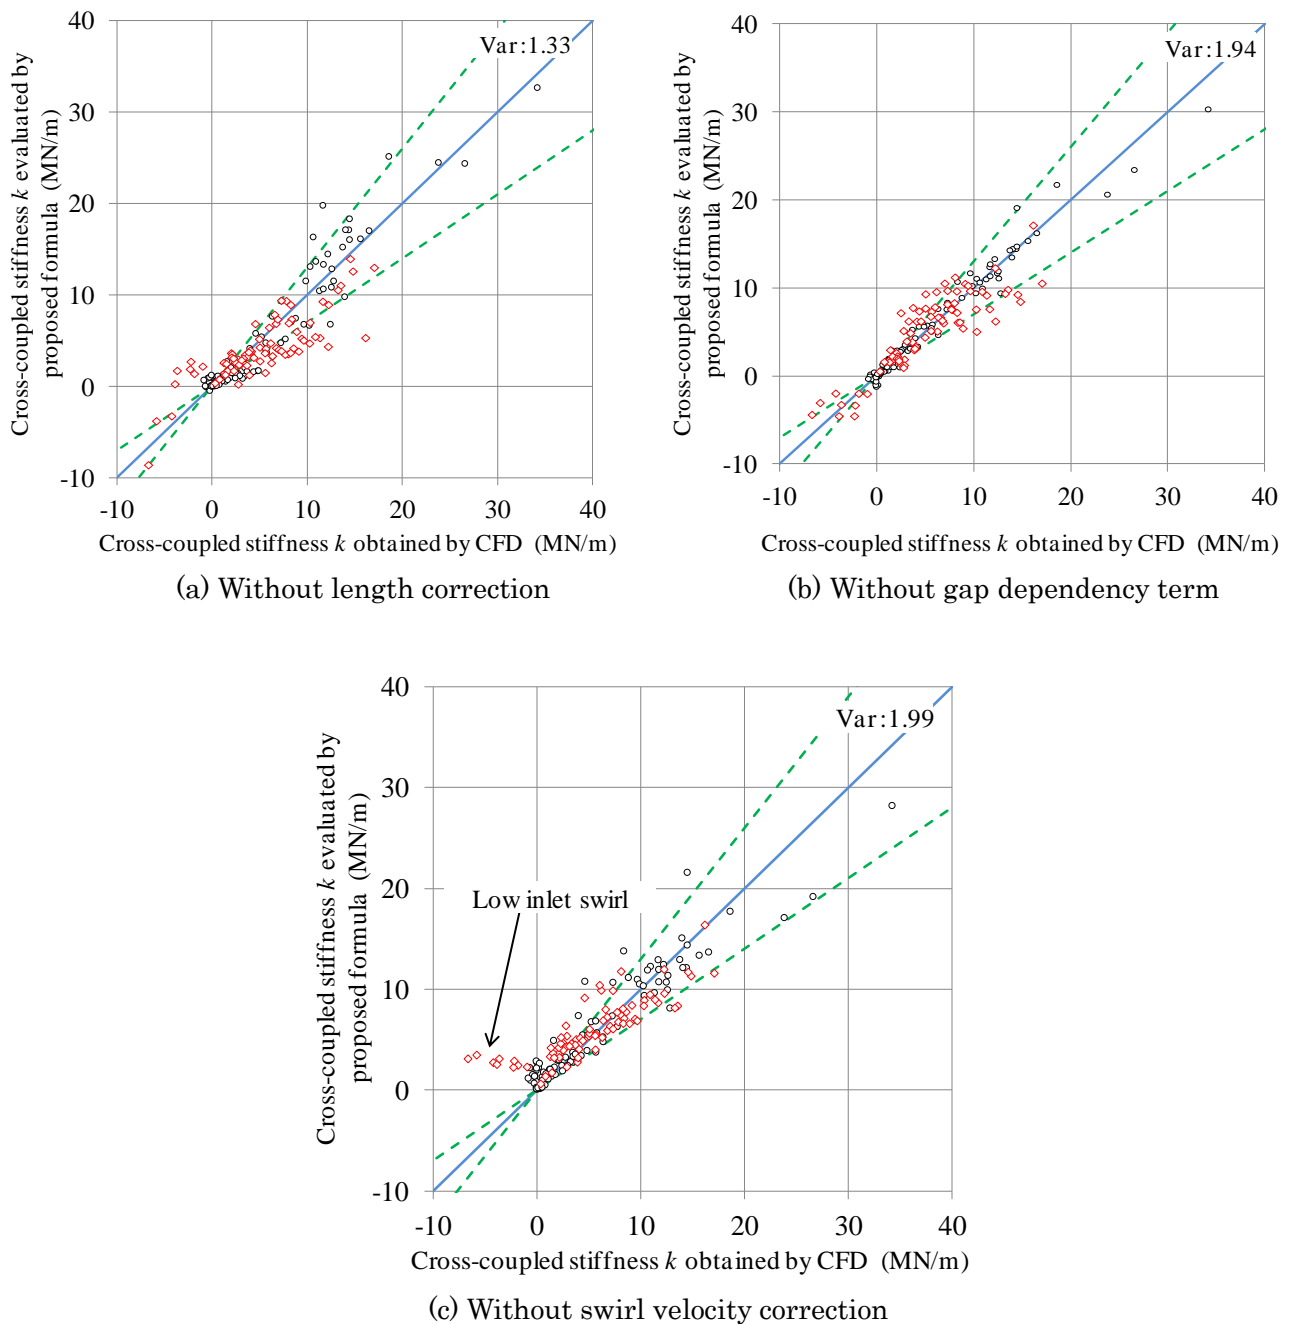 Cross-coupled stiffness k evaluated by
proposed formula (MN/m)
40
30
20
10
0
-10
Var:1.33
-10 0 10 20 30 40
Cross-coupled stiffness k obtained by CFD (MN/m)
(a) Without length correction
Cross-coupled stiffness k evaluated by
proposed formula (MN/m)
40
30
20
10
0
-10
Var:1.94
-10 0 10 20 30 40
Cross-coupled stiffness k obtained by CFD (MN/m)
(b) Without gap dependency term
Cross-coupled stiffness k evaluated by
proposed formula (MN/m)
40
30
20
10
0
-10
Var:1.99
Low inlet swirl
-10 0 10 20 30 40
Cross-coupled stiffness k obtained by CFD (MN/m)
(c) Without swirl velocity correction